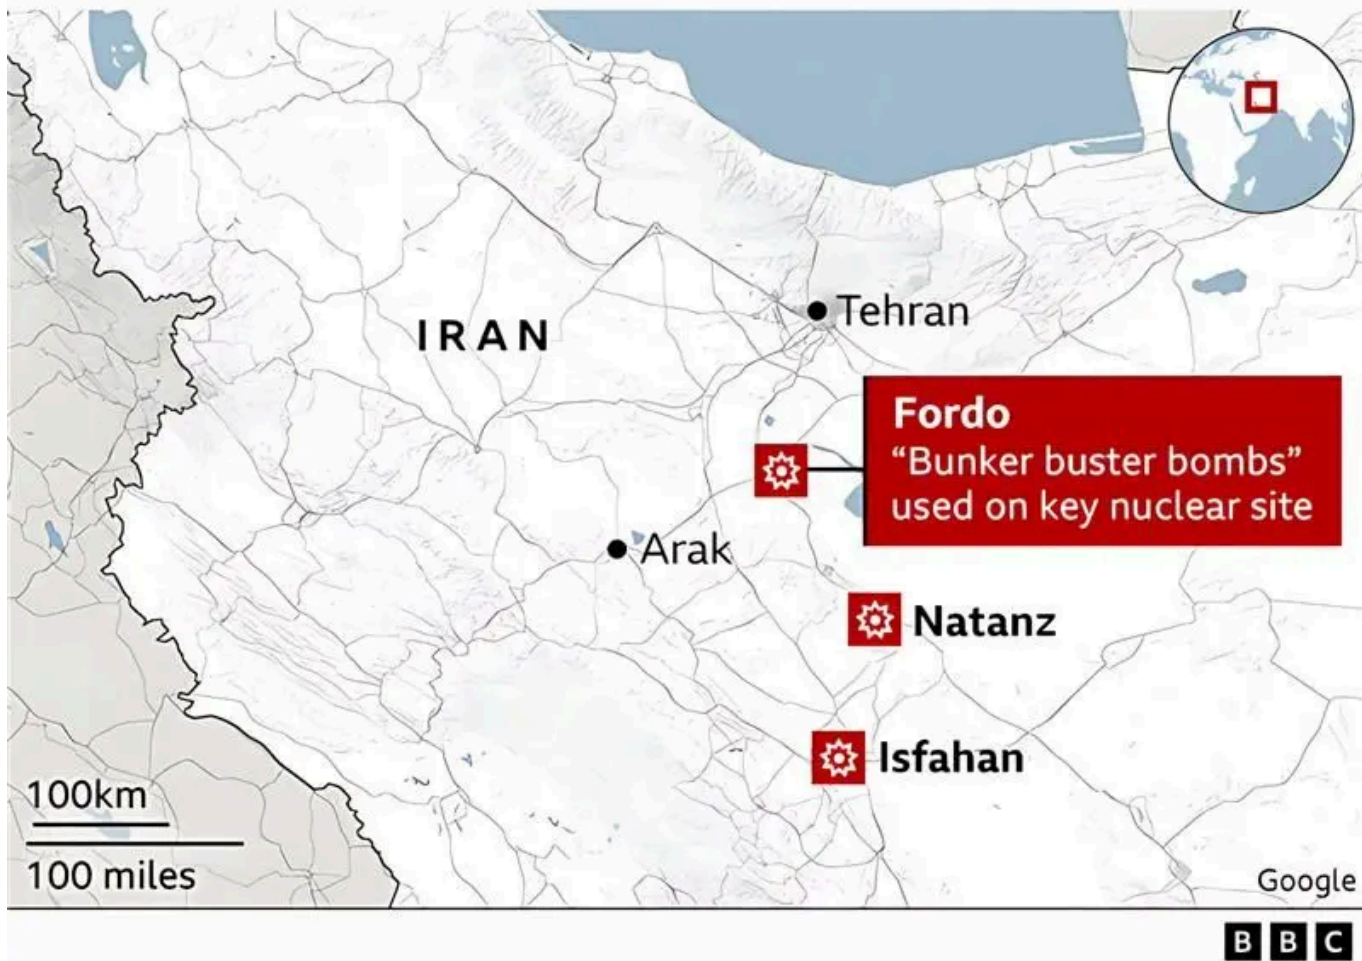 IRAN
Tehran
Fordo
“Bunker buster bombs”
used on key nuclear site
Arak
Natanz
Isfahan
100km
100 miles
Google
BBC